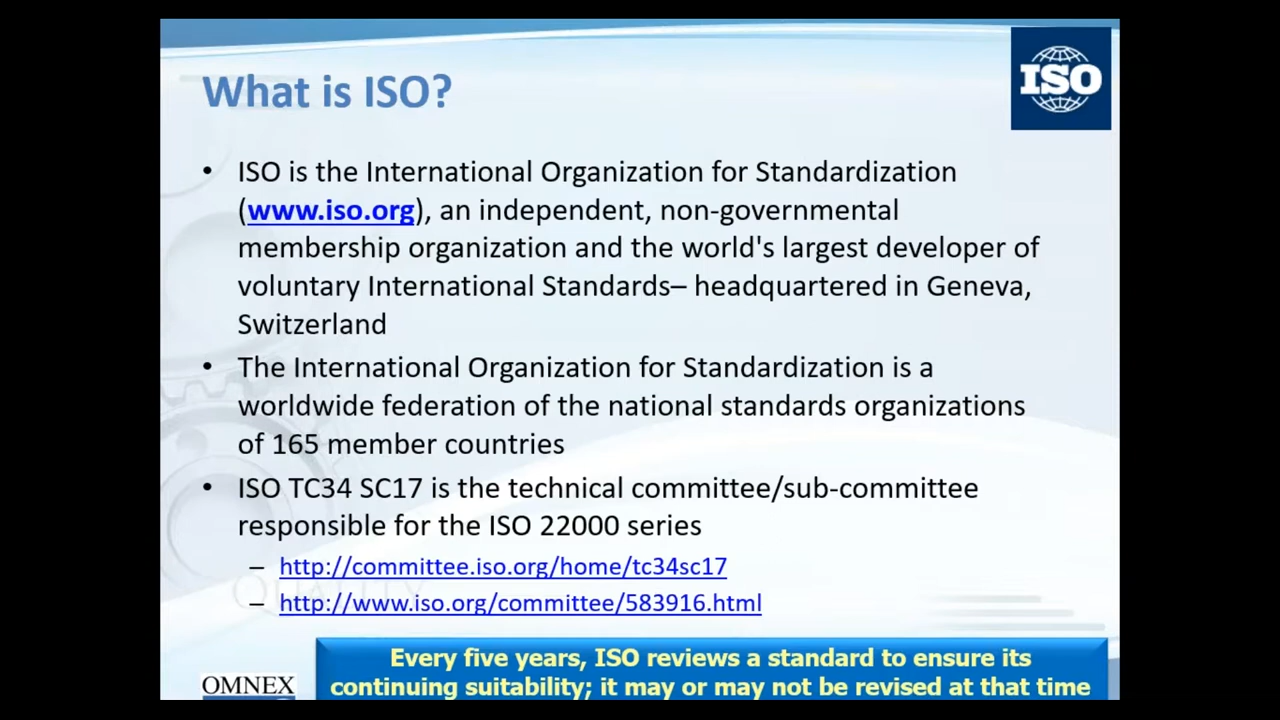 What is ISO?
ISO
• ISO is the International Organization for Standardization
(www.iso.org), an independent, non-governmental
membership organization and the world's largest developer of
voluntary International Standards– headquartered in Geneva,
Switzerland
• The International Organization for Standardization is a
worldwide federation of the national standards organizations
of 165 member countries
• ISO TC34 SC17 is the technical committee/sub-committee
responsible for the ISO 22000 series
– http://committee.iso.org/home/tc34sc17
– http://www.iso.org/committee/583916.html
QUALITY
Every five years, ISO reviews a standard to ensure its
continuing suitability; it may or may not be revised at that time
OMNEX